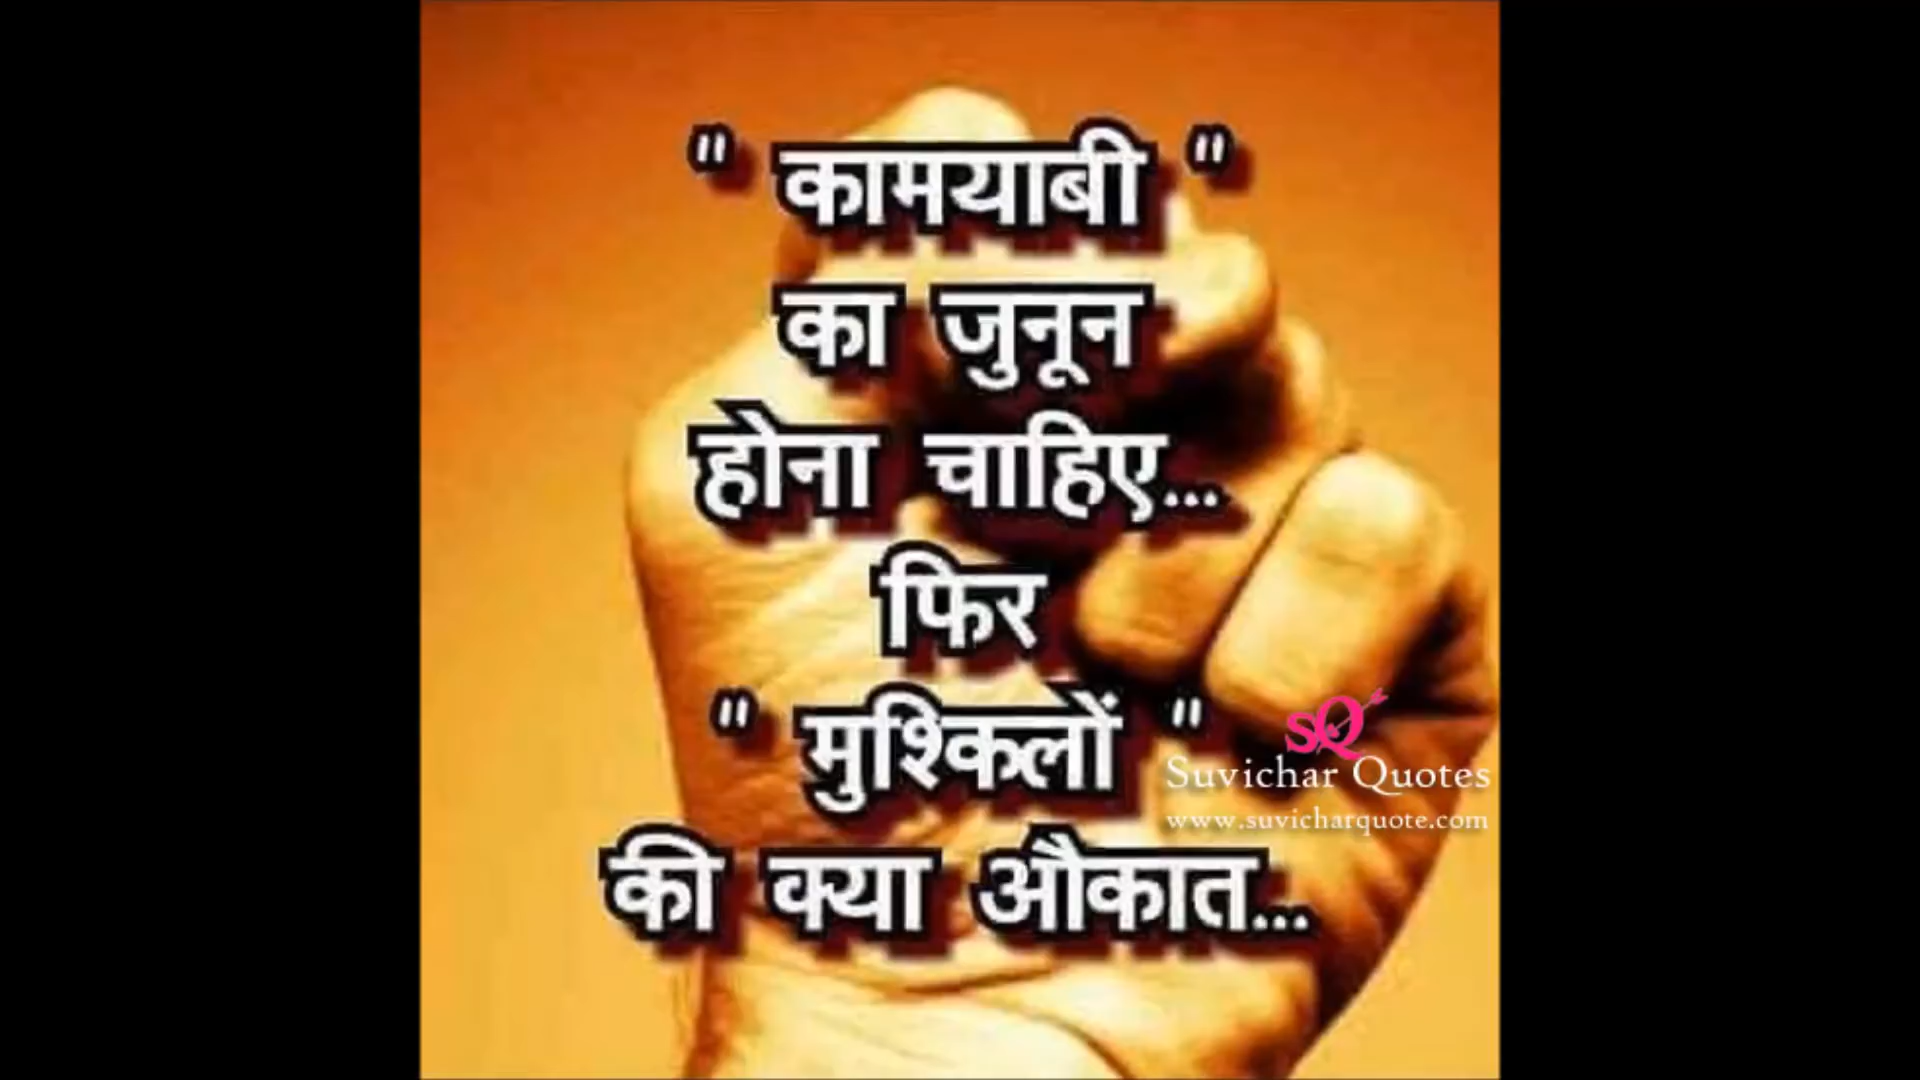 " कामयाबी "
का जुनून
होना चाहिए...
फिर
" मुश्किलों "
की क्या औकात...
SQ
Suvichar Quotes
www.suvicharquote.com